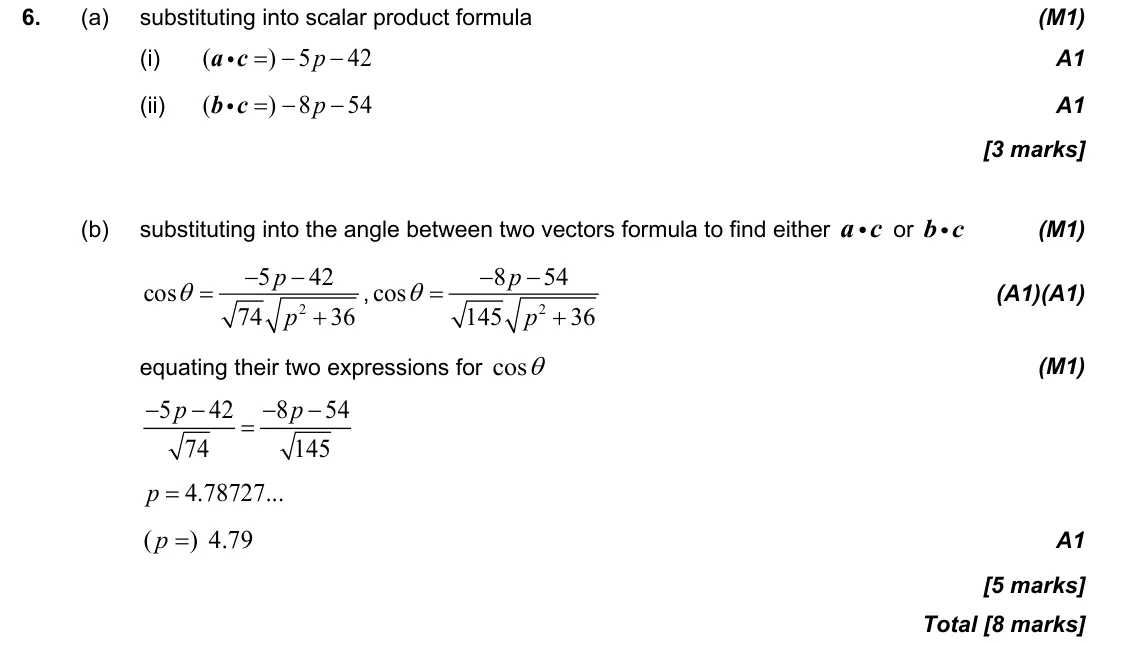 6. (a) substituting into scalar product formula (M1)
(i) (a•c =) −5p − 42 A1
(ii) (b•c =) −8p − 54 A1
[3 marks]
(b) substituting into the angle between two vectors formula to find either a•c or b•c (M1)
cosθ = (−5p − 42)/(√74 √(p² + 36)), cosθ = (−8p − 54)/(√145 √(p² + 36)) (A1)(A1)
equating their two expressions for cosθ (M1)
(−5p − 42)/√74 = (−8p − 54)/√145
p = 4.78727...
(p =) 4.79 A1
[5 marks]
Total [8 marks]